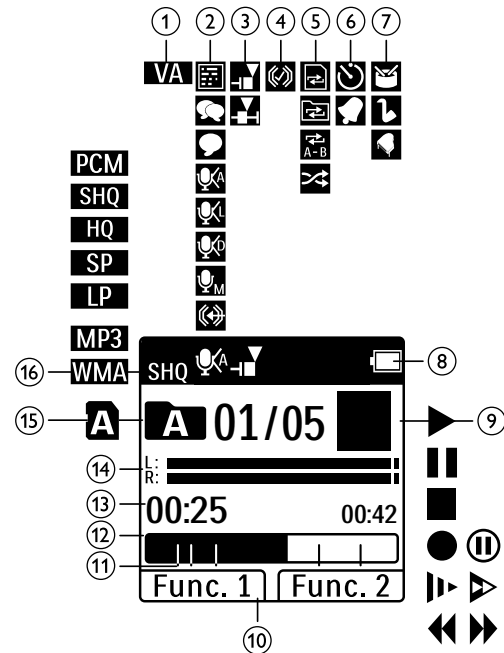 1 2 3 4 5 6 7
VA
A-B
A
L
D
M
PCM
SHQ
HQ
SP
LP
MP3
16 WMA SHQ A 8
15 A A 01/05 9
14 L:
R:
13 00:25 00:42
12
11
Func. 1 Func. 2
10